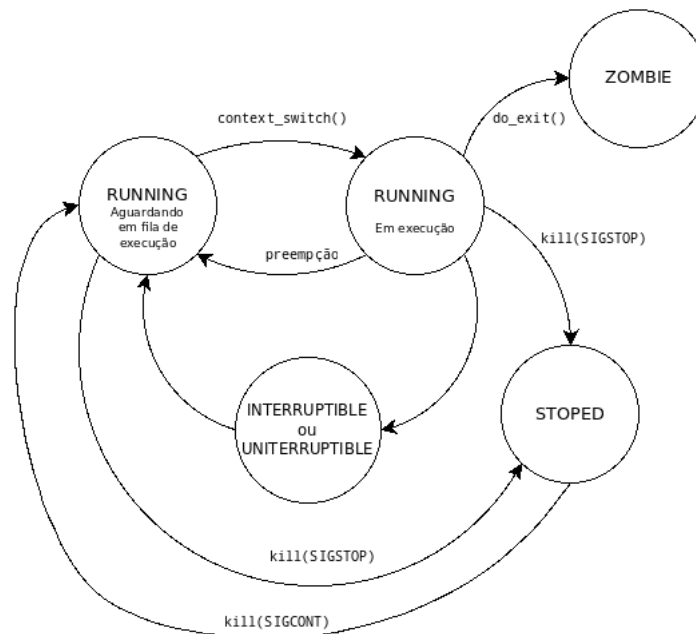 ZOMBIE
context_switch()
do_exit()
RUNNING
Aguardando
em fila de
execução
RUNNING
Em execução
kill(SIGSTOP)
preempção
INTERRUPTIBLE
ou
UNITERRUPTIBLE
STOPED
kill(SIGSTOP)
kill(SIGCONT)